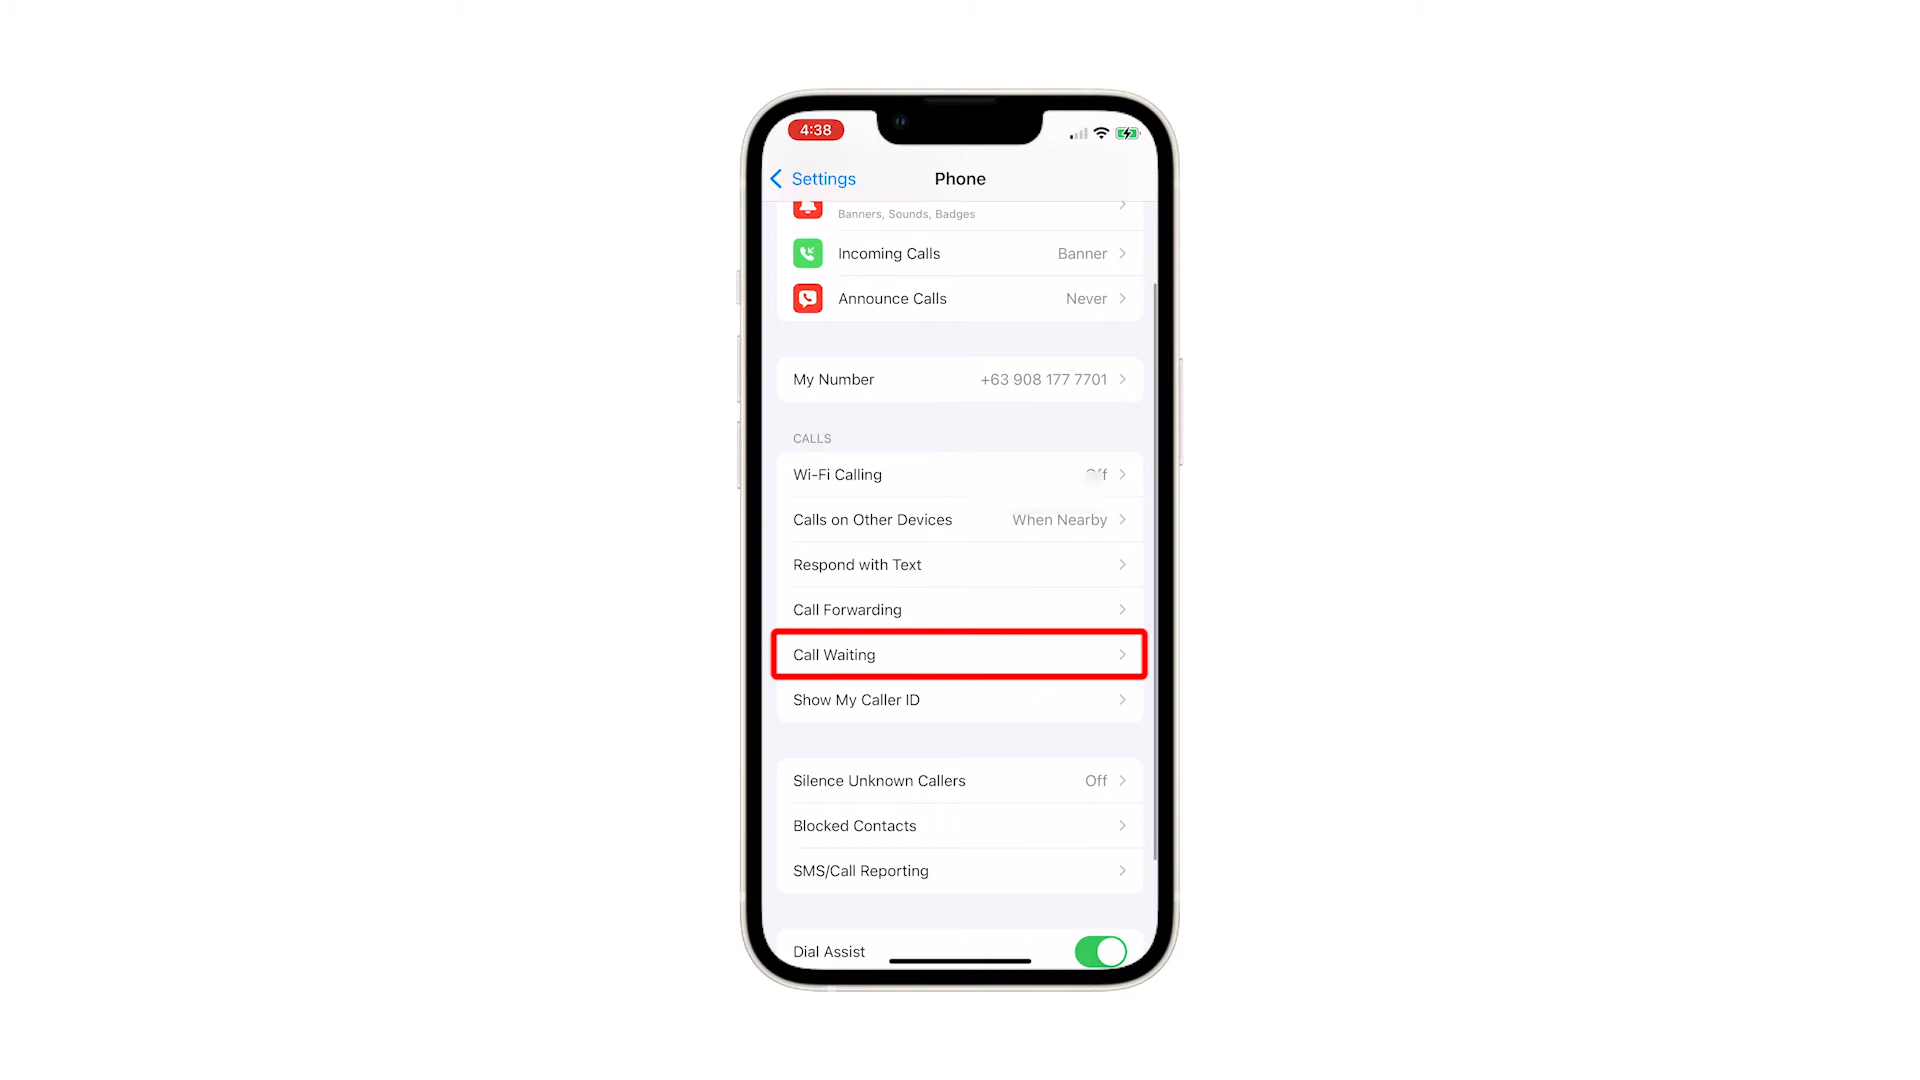 4:38
Settings
Phone
Banners, Sounds, Badges
Incoming Calls Banner
Announce Calls Never
My Number +63 908 177 7701
CALLS
Wi-Fi Calling Off
Calls on Other Devices When Nearby
Respond with Text
Call Forwarding
Call Waiting
Show My Caller ID
Silence Unknown Callers Off
Blocked Contacts
SMS/Call Reporting
Dial Assist